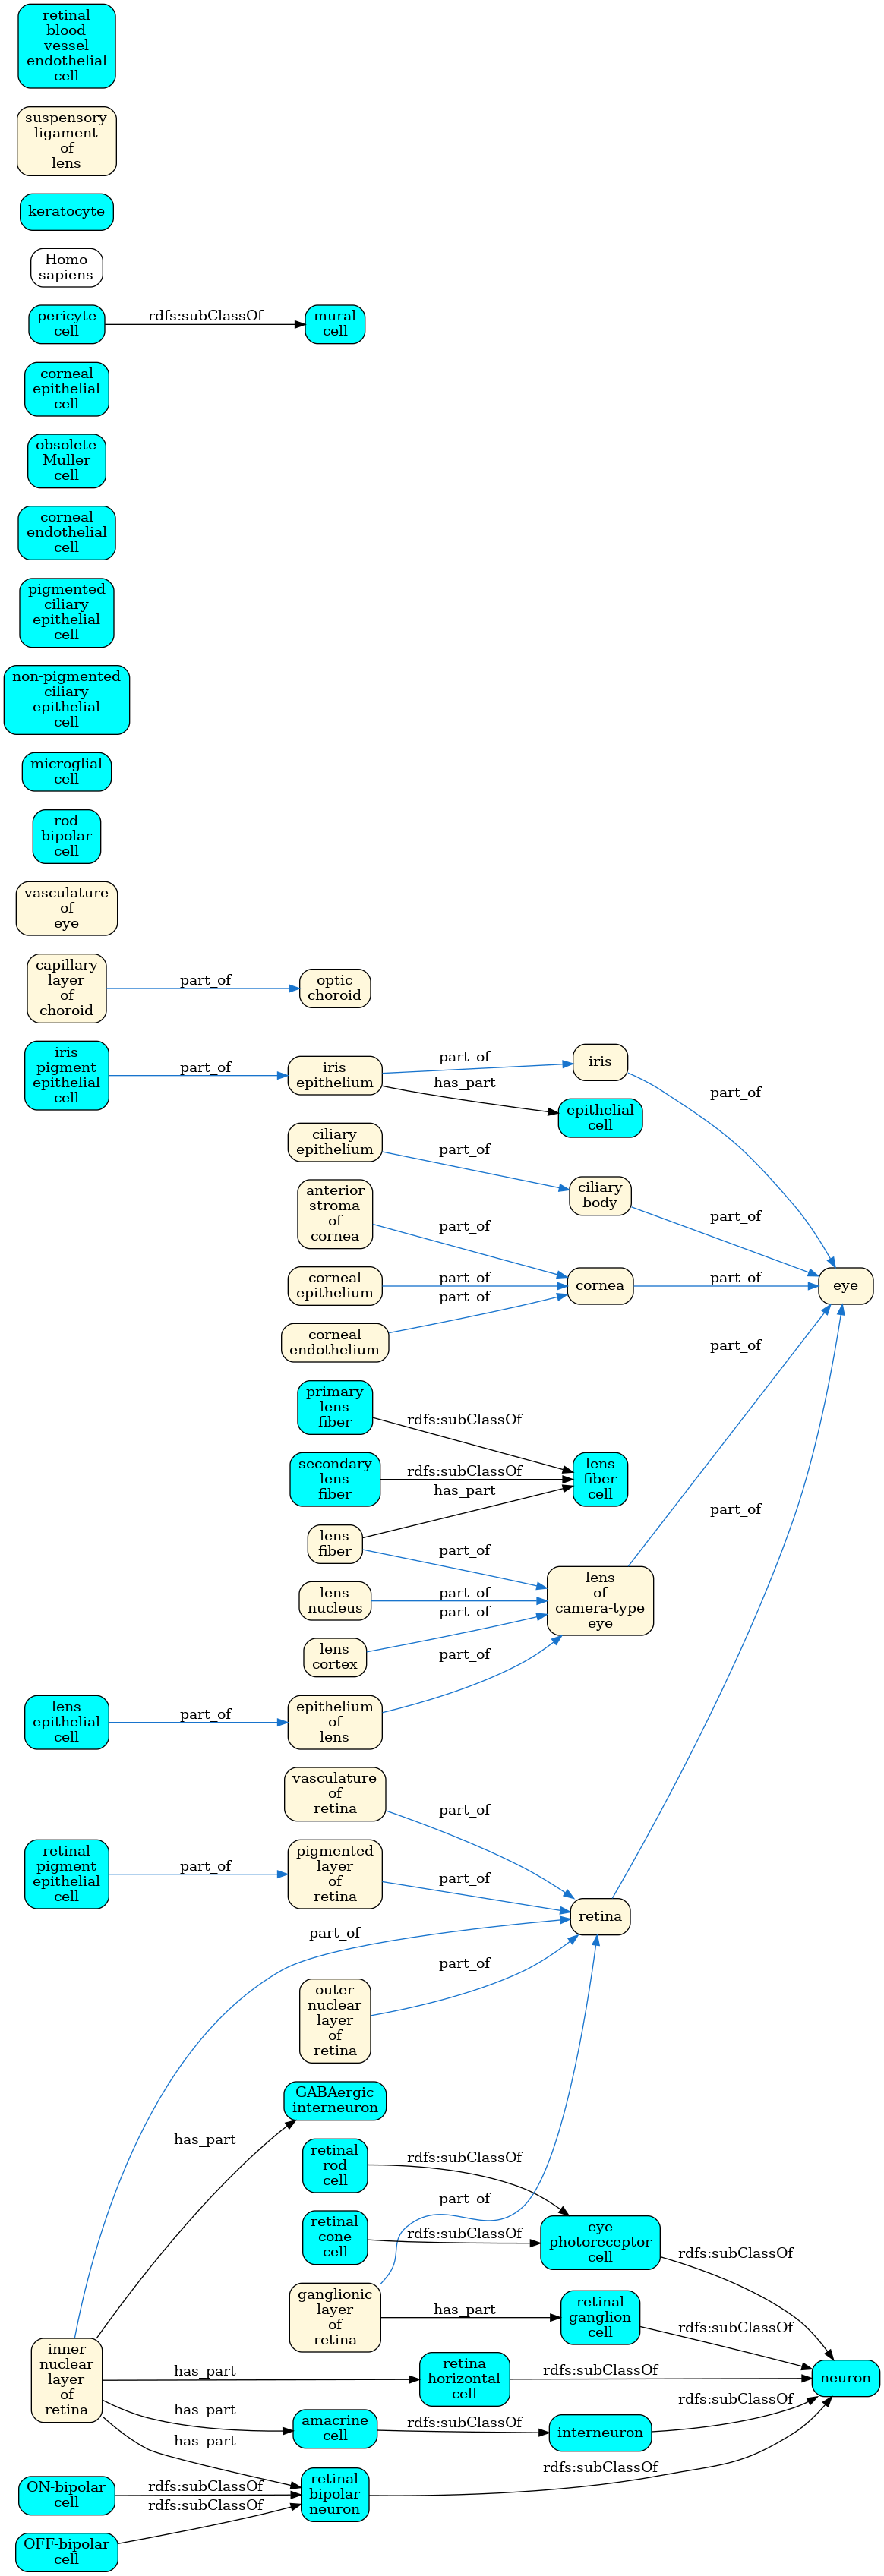 retinal
blood
vessel
endothelial
cell
suspensory
ligament
of
lens
keratocyte
Homo
sapiens
pericyte
cell
rdfs:subClassOf
mural
cell
corneal
epithelial
cell
obsolete
Muller
cell
corneal
endothelial
cell
pigmented
ciliary
epithelial
cell
non-pigmented
ciliary
epithelial
cell
microglial
cell
rod
bipolar
cell
vasculature
of
eye
capillary
layer
of
choroid
part_of
optic
choroid
iris
pigment
epithelial
cell
part_of
iris
epithelium
part_of
has_part
iris
epithelial
cell
part_of
ciliary
epithelium
part_of
ciliary
body
part_of
anterior
stroma
of
cornea
part_of
corneal
epithelium
part_of
part_of
cornea
part_of
eye
corneal
endothelium
part_of
primary
lens
fiber
rdfs:subClassOf
secondary
lens
fiber
rdfs:subClassOf
has_part
lens
fiber
cell
part_of
lens
fiber
part_of
lens
nucleus
part_of
part_of
lens
of
camera-type
eye
lens
cortex
part_of
lens
epithelial
cell
part_of
epithelium
of
lens
vasculature
of
retina
part_of
retinal
pigment
epithelial
cell
part_of
pigmented
layer
of
retina
part_of
retina
part_of
outer
nuclear
layer
of
retina
part_of
GABAergic
interneuron
has_part
retinal
rod
cell
rdfs:subClassOf
part_of
retinal
cone
cell
rdfs:subClassOf
eye
photoreceptor
cell
rdfs:subClassOf
ganglionic
layer
of
retina
has_part
retinal
ganglion
cell
rdfs:subClassOf
inner
nuclear
layer
of
retina
has_part
retina
horizontal
cell
rdfs:subClassOf
neuron
has_part
amacrine
cell
rdfs:subClassOf
interneuron
rdfs:subClassOf
has_part
ON-bipolar
cell
rdfs:subClassOf
rdfs:subClassOf
retinal
bipolar
neuron
rdfs:subClassOf
OFF-bipolar
cell